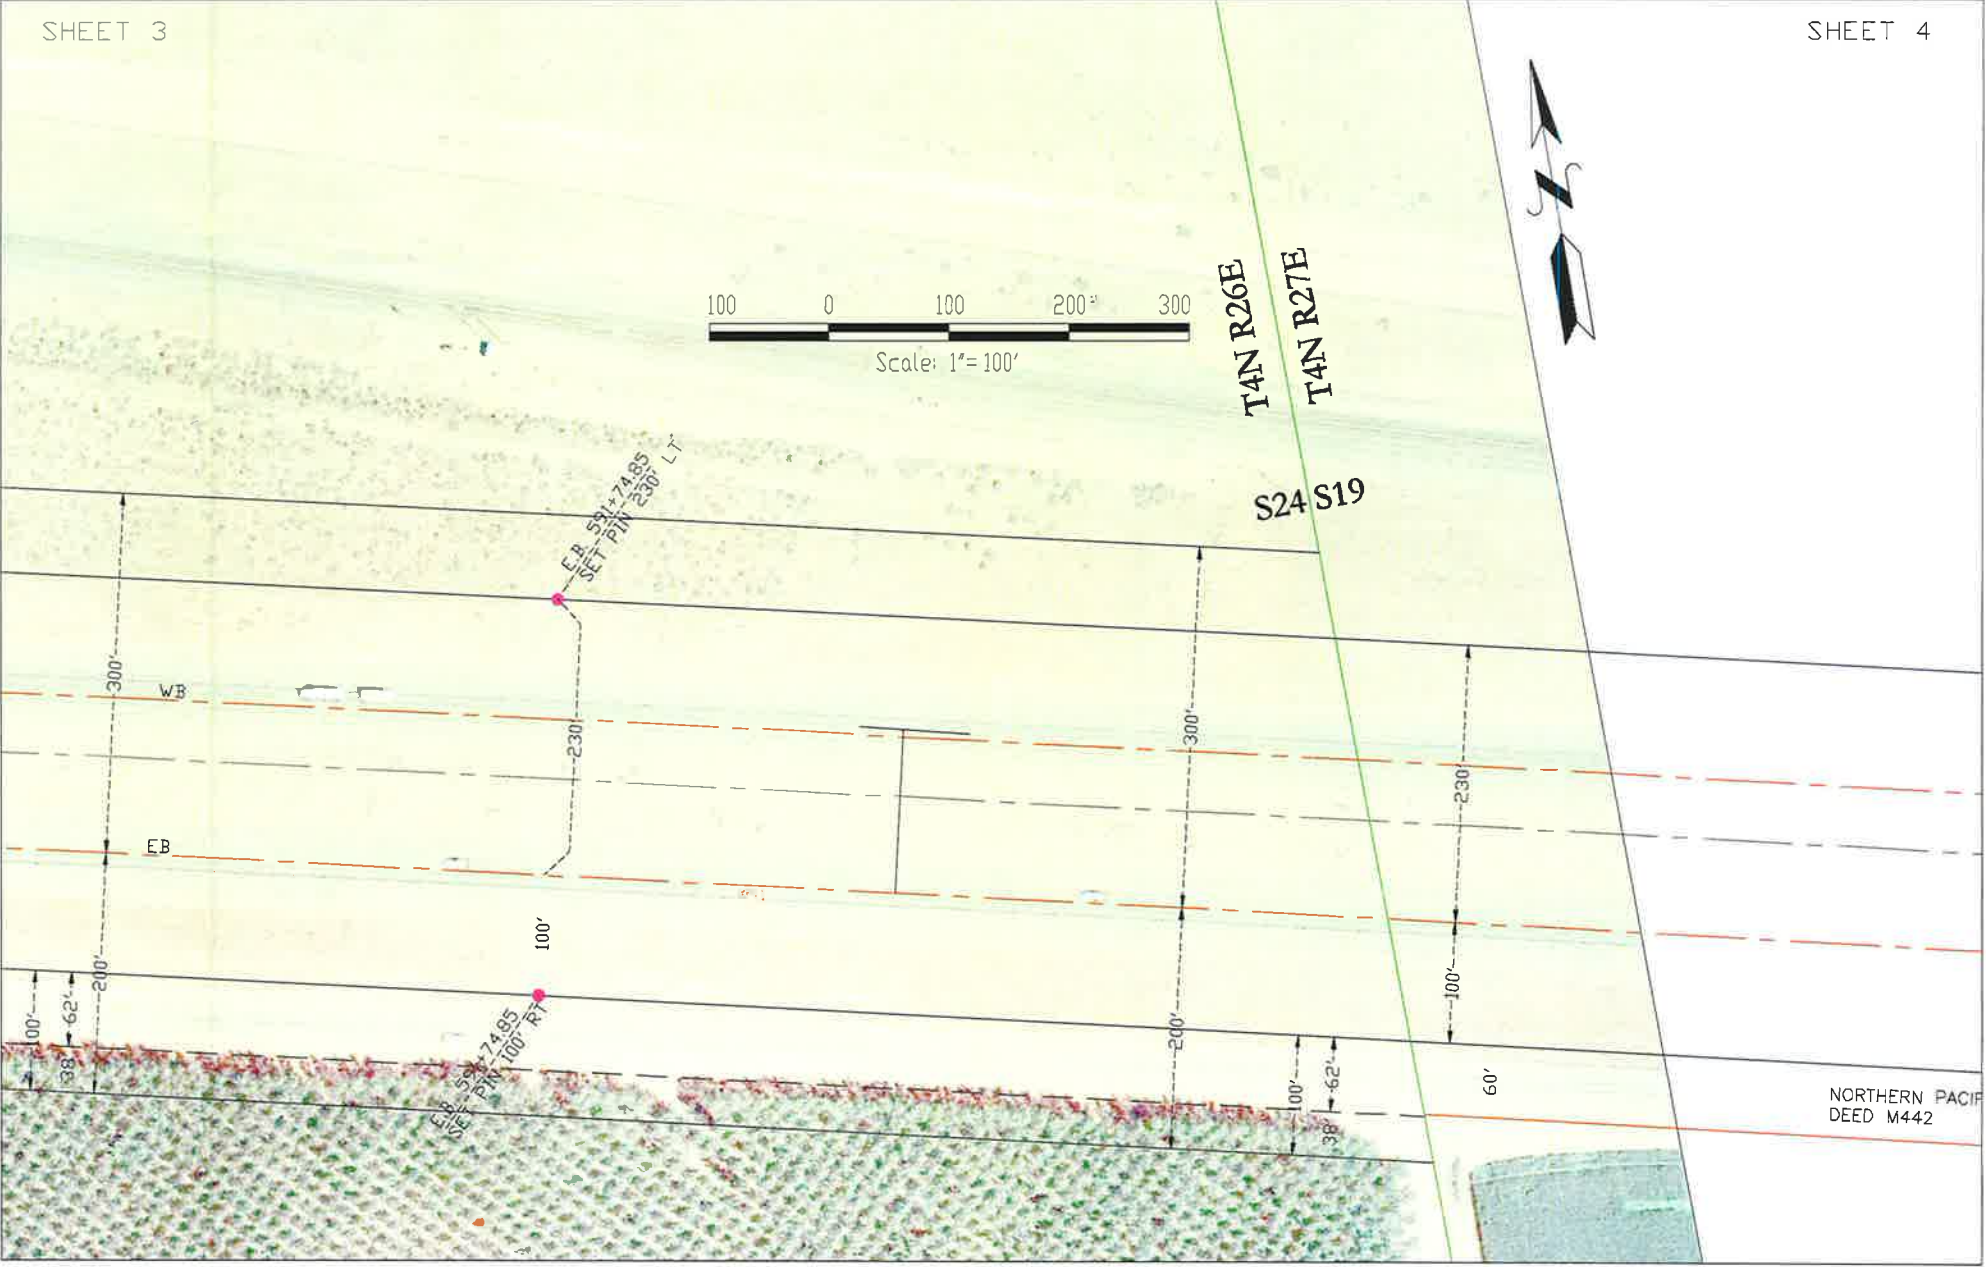 SHEET 3
SHEET 4
N
100 0 100 200' 300
Scale: 1"=100'
T4N R26E
T4N R27E
S24 S19
E.B. 591+74.85
SET PIN 230' LT
300'
WB
230'
300'
230'
EB
100'
200'
100'
62'
38'
E.B. 591+74.85
SET PIN 100' RT
200'
100'
62'
38'
100'
60'
NORTHERN PACIF
DEED M442